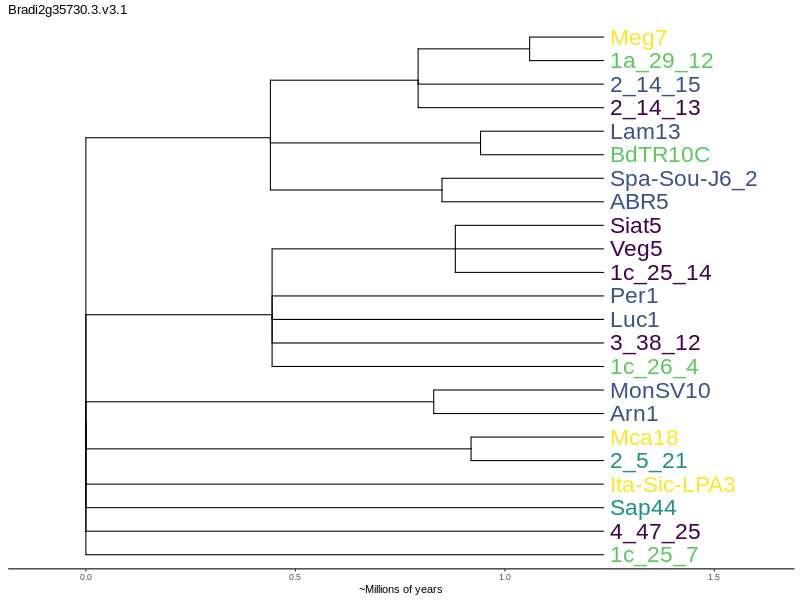 Bradi2g35730.3.v3.1
Meg7
1a_29_12
2_14_15
2_14_13
Lam13
BdTR10C
Spa-Sou-J6_2
ABR5
Siat5
Veg5
1c_25_14
Per1
Luc1
3_38_12
1c_26_4
MonSV10
Arn1
Mca18
2_5_21
Ita-Sic-LPA3
Sap44
4_47_25
1c_25_7
0.0 0.5 1.0 1.5
~Millions of years